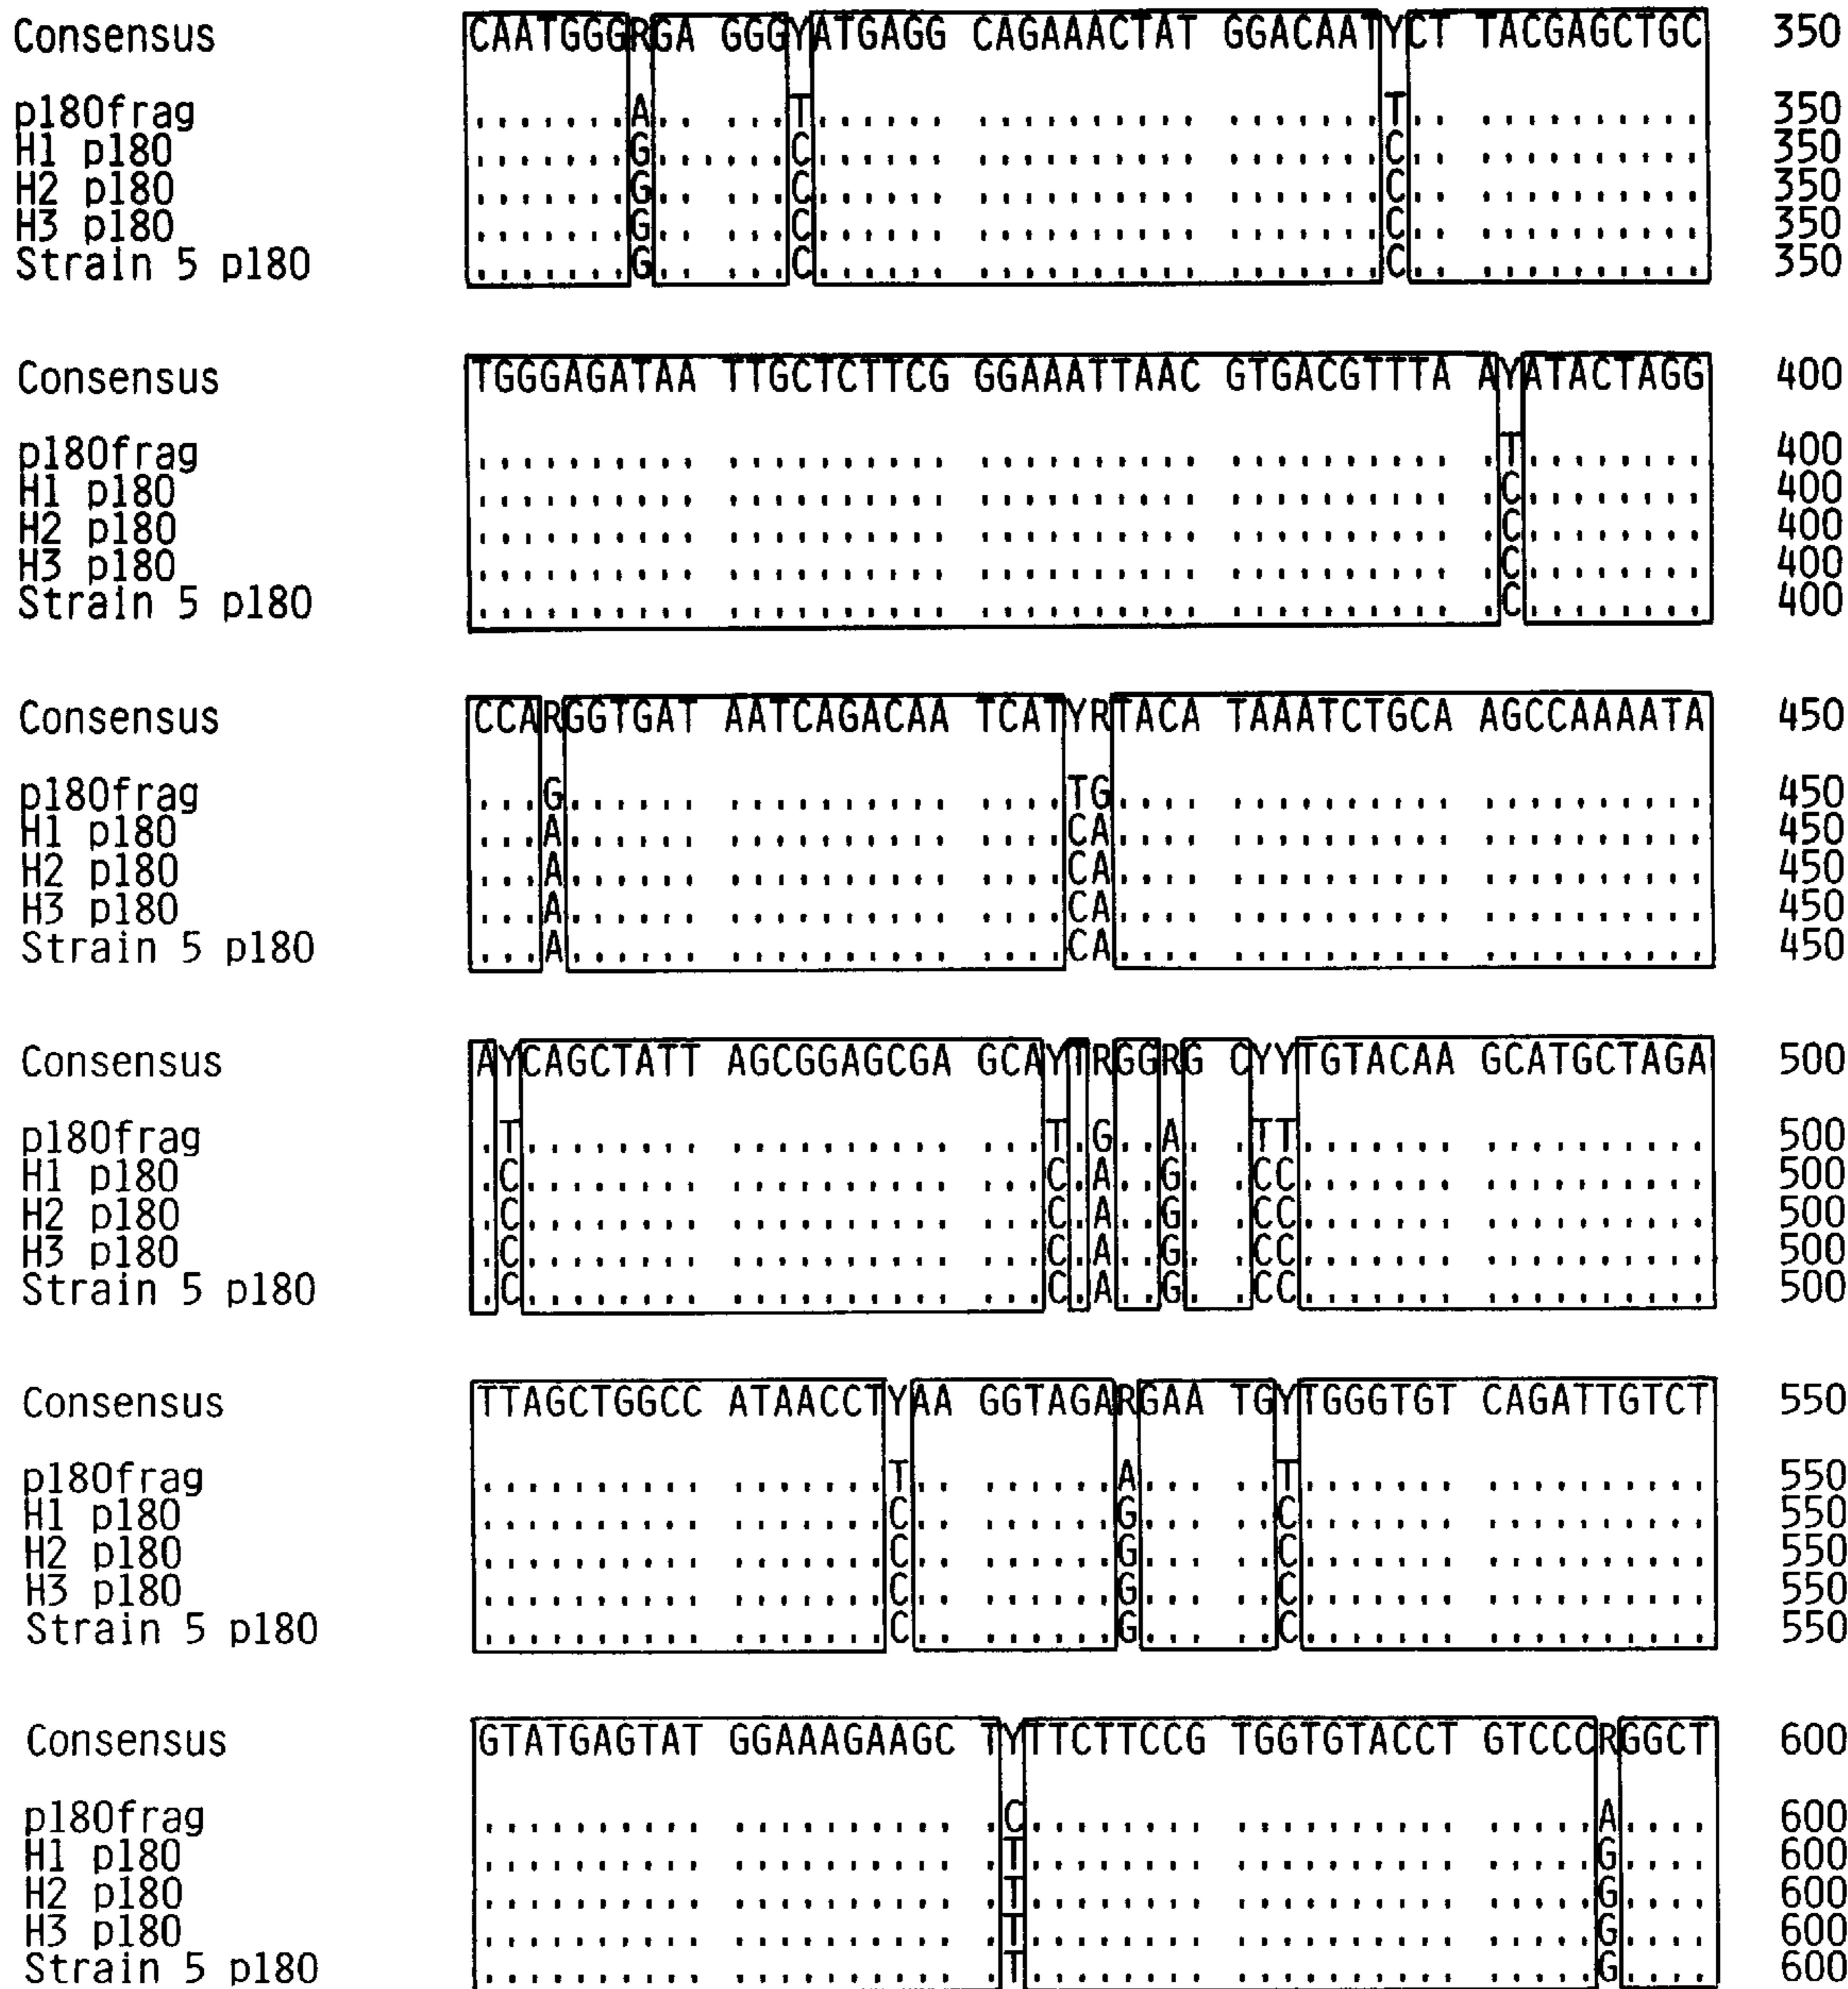 Consensus CAATGGGRGA GGGYATGAGG CAGAAACTAT GGACAATYCT TACGAGCTGC 350
p180frag .......A.. ...T...... .......... .......T.. .......... 350
H1 p180 .......G.. ...C...... .......... .......C.. .......... 350
H2 p180 .......G.. ...C...... .......... .......C.. .......... 350
H3 p180 .......G.. ...C...... .......... .......C.. .......... 350
Strain 5 p180 .......G.. ...C...... .......... .......C.. .......... 350
Consensus TGGGAGATAA TTGCTCTTCG GGAAATTAAC GTGACGTTTA AYATACTAGG 400
p180frag .......... .......... .......... .......... .T........ 400
H1 p180 .......... .......... .......... .......... .C........ 400
H2 p180 .......... .......... .......... .......... .C........ 400
H3 p180 .......... .......... .......... .......... .C........ 400
Strain 5 p180 .......... .......... .......... .......... .C........ 400
Consensus CCARGGTGAT AATCAGACAA TCATYRTACA TAAATCTGCA AGCCAAAATA 450
p180frag ...G...... .......... ....TG.... .......... .......... 450
H1 p180 ...A...... .......... ....CA.... .......... .......... 450
H2 p180 ...A...... .......... ....CA.... .......... .......... 450
H3 p180 ...A...... .......... ....CA.... .......... .......... 450
Strain 5 p180 ...A...... .......... ....CA.... .......... .......... 450
Consensus AYCAGCTATT AGCGGAGCGA GCAYTRGGRG CYYTGTACAA GCATGCTAGA 500
p180frag .T........ .......... ...T.G..A. .TT....... .......... 500
H1 p180 .C........ .......... ...C.A..G. .CC....... .......... 500
H2 p180 .C........ .......... ...C.A..G. .CC....... .......... 500
H3 p180 .C........ .......... ...C.A..G. .CC....... .......... 500
Strain 5 p180 .C........ .......... ...C.A..G. .CC....... .......... 500
Consensus TTAGCTGGCC ATAACCTYAA GGTAGARGAA TGYTGGGTGT CAGATTGTCT 550
p180frag .......... .......T.. ......A... ..T....... .......... 550
H1 p180 .......... .......C.. ......G... ..C....... .......... 550
H2 p180 .......... .......C.. ......G... ..C....... .......... 550
H3 p180 .......... .......C.. ......G... ..C....... .......... 550
Strain 5 p180 .......... .......C.. ......G... ..C....... .......... 550
Consensus GTATGAGTAT GGAAAGAAGC TYTTCTTCCG TGGTGTACCT GTCCCRGGCT 600
p180frag .......... .......... .C........ .......... .....A.... 600
H1 p180 .......... .......... .T........ .......... .....G.... 600
H2 p180 .......... .......... .T........ .......... .....G.... 600
H3 p180 .......... .......... .T........ .......... .....G.... 600
Strain 5 p180 .......... .......... .T........ .......... .....G.... 600